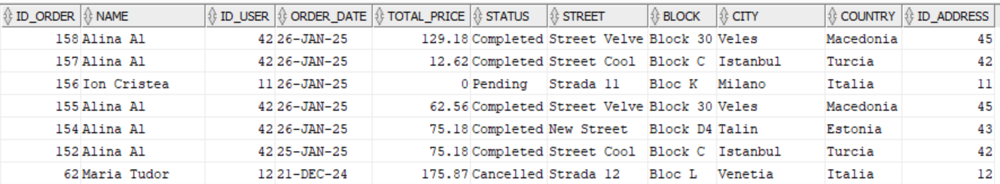 ID_ORDER NAME ID_USER ORDER_DATE TOTAL_PRICE STATUS STREET BLOCK CITY COUNTRY ID_ADDRESS
158 Alina Al 42 26-JAN-25 129.18 Completed Street Velve Block 30 Veles Macedonia 45
157 Alina Al 42 26-JAN-25 12.62 Completed Street Cool Block C Istanbul Turcia 42
156 Ion Cristea 11 26-JAN-25 0 Pending Strada 11 Bloc K Milano Italia 11
155 Alina Al 42 26-JAN-25 62.56 Completed Street Velve Block 30 Veles Macedonia 45
154 Alina Al 42 26-JAN-25 75.18 Completed New Street Block D4 Talin Estonia 43
152 Alina Al 42 25-JAN-25 75.18 Completed Street Cool Block C Istanbul Turcia 42
62 Maria Tudor 12 21-DEC-24 175.87 Cancelled Strada 12 Bloc L Venetia Italia 12